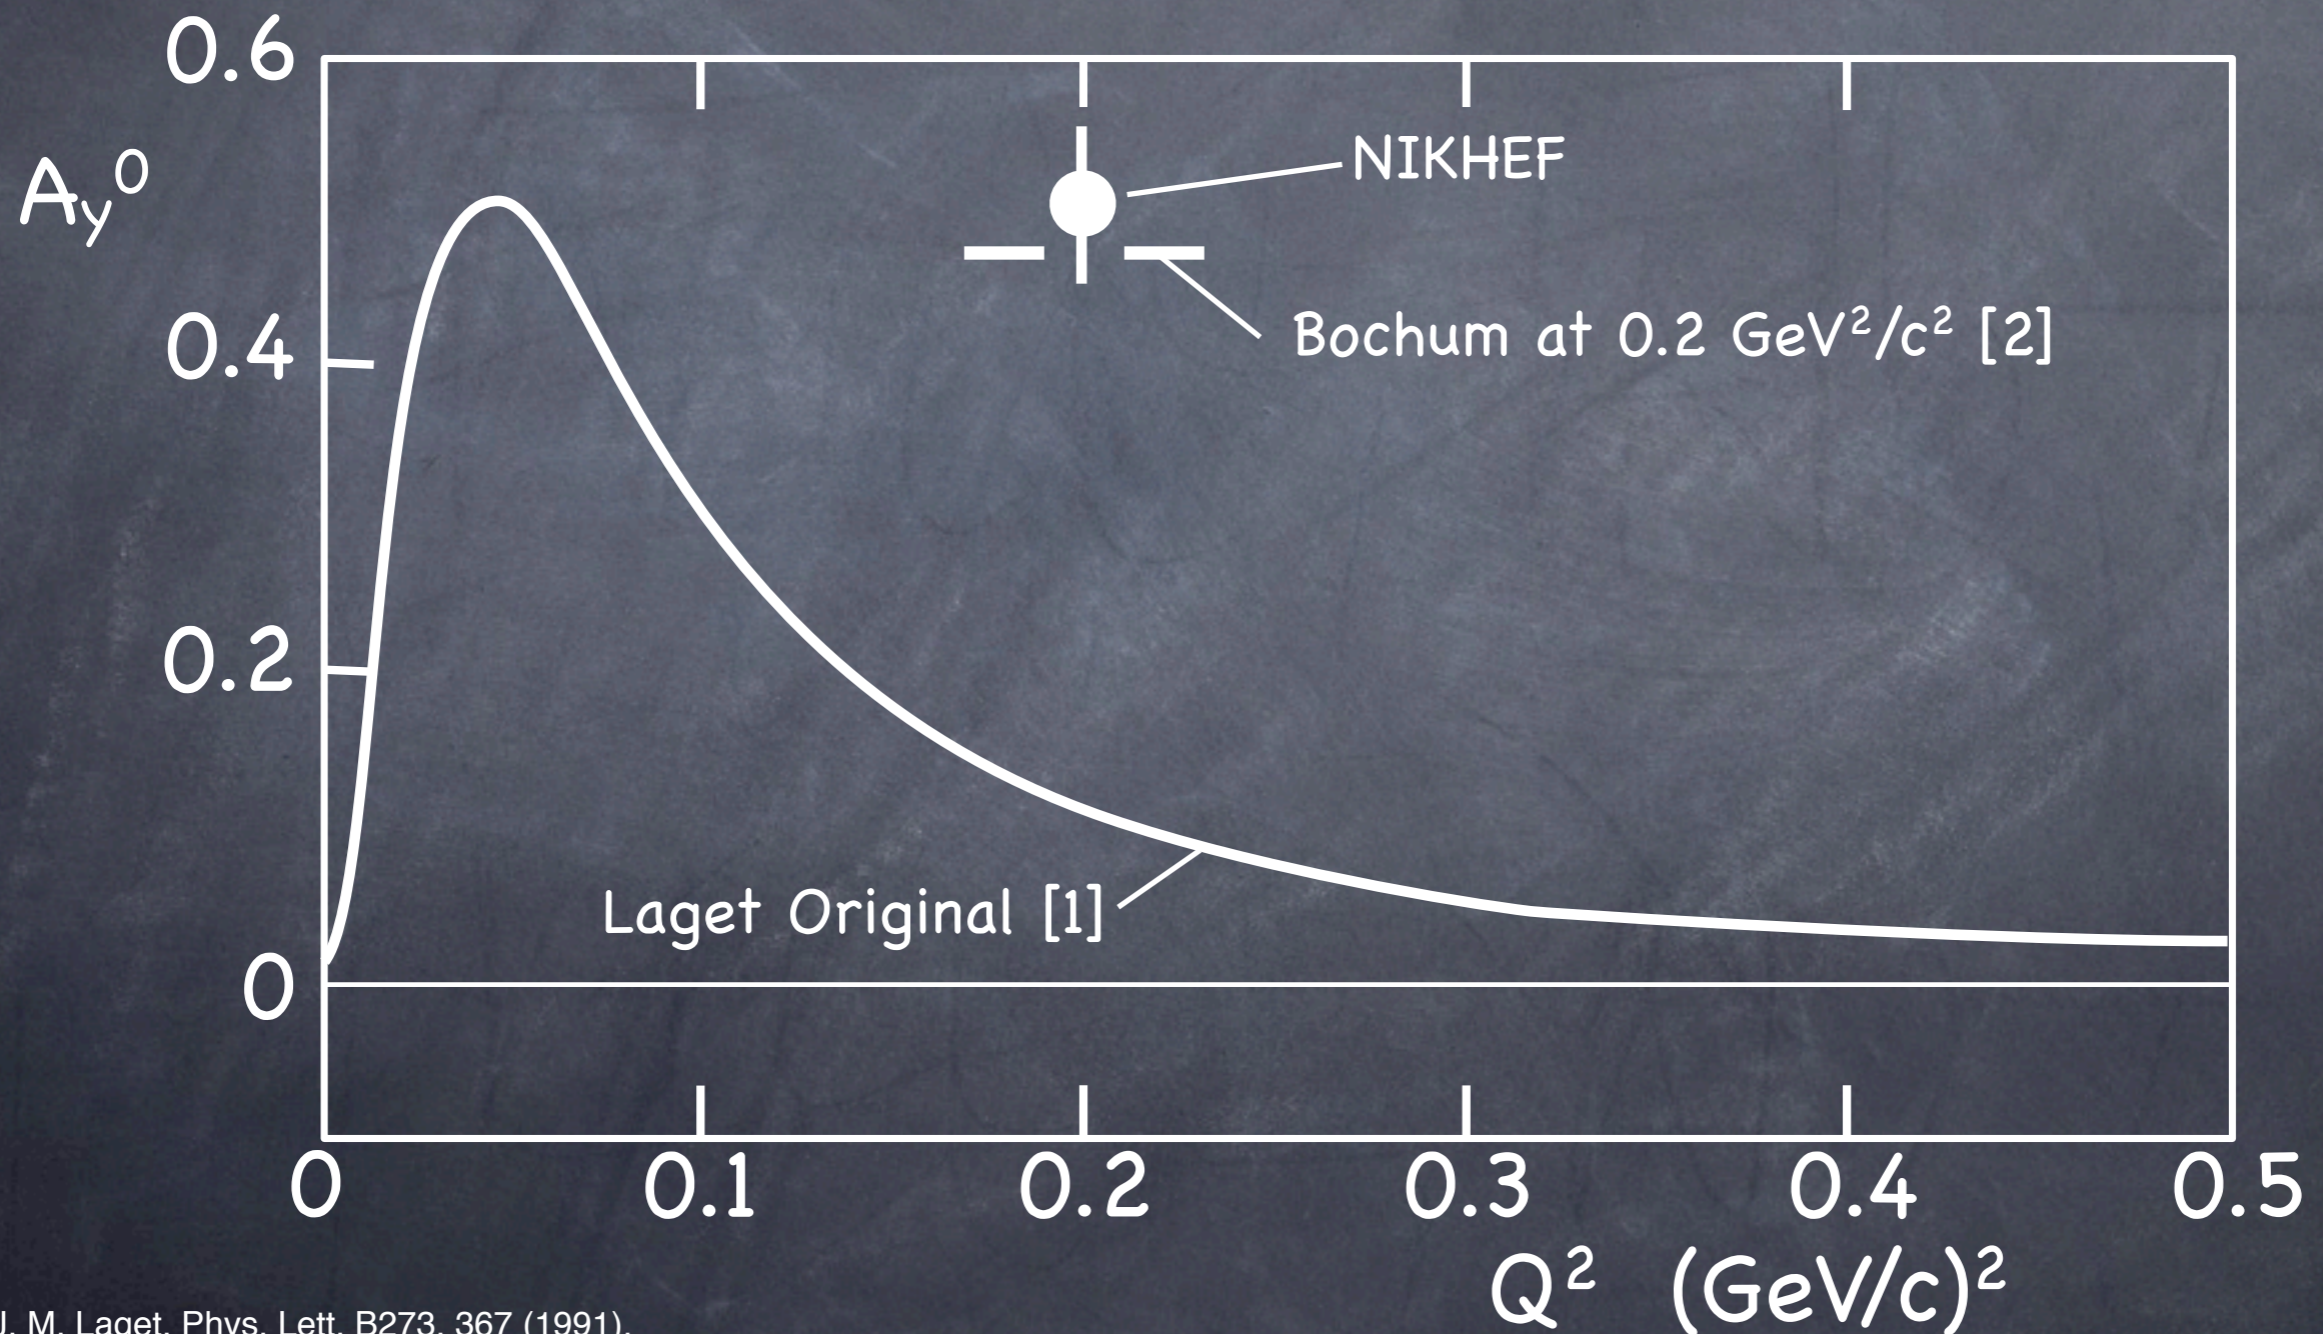 0.6
A_y^0
NIKHEF
Bochum at 0.2 GeV²/c² [2]
0.4
0.2
Laget Original [1]
0
0 0.1 0.2 0.3 0.4 0.5
Q² (GeV/c)²
J. M. Laget, Phys. Lett. B273, 367 (1991).